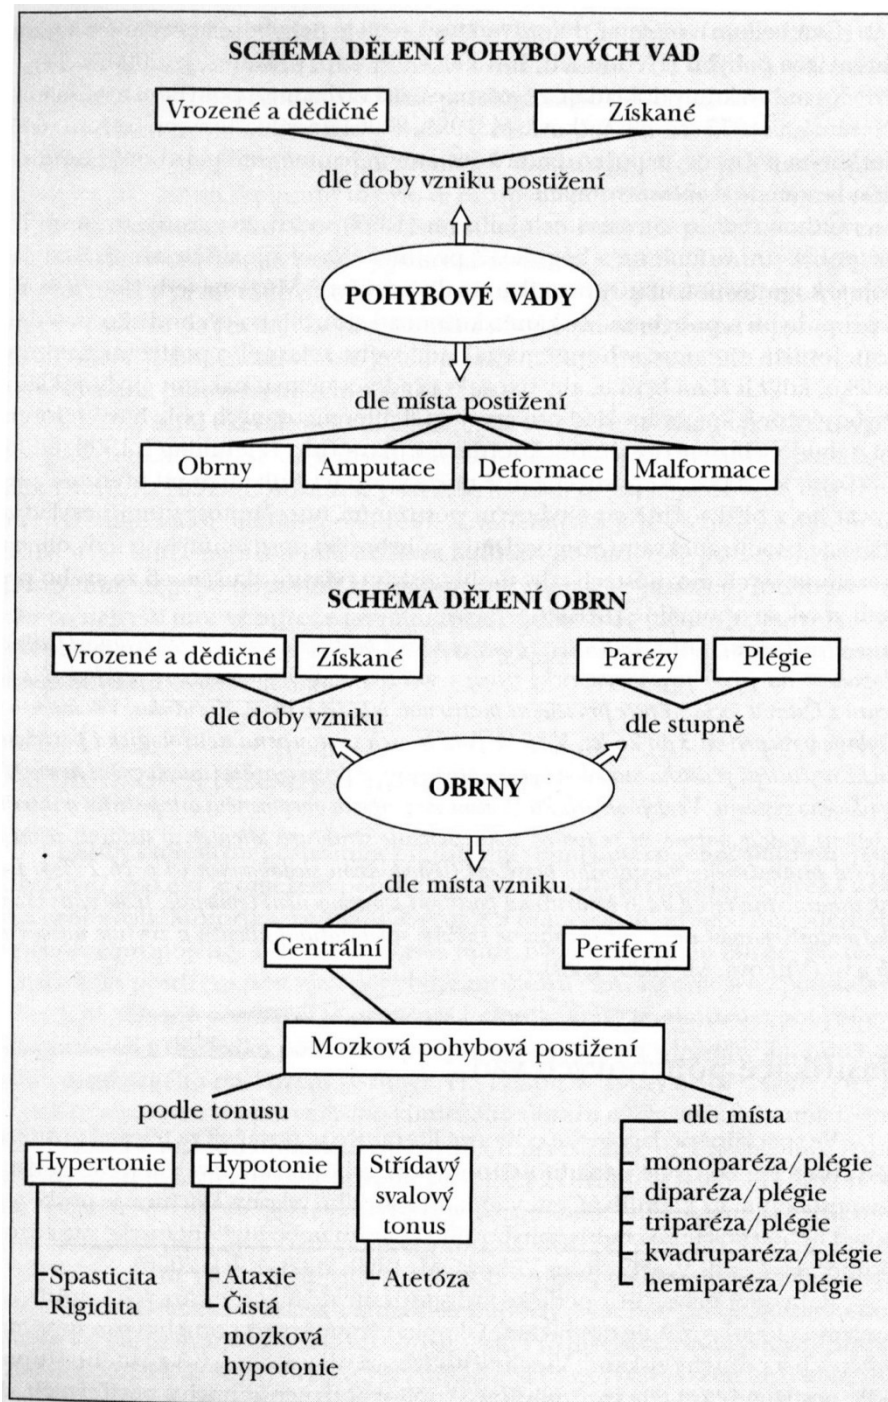 SCHÉMA DĚLENÍ POHYBOVÝCH VAD
Vrozené a dědičné
Získané
dle doby vzniku postižení
POHYBOVÉ VADY
dle místa postižení
Obrny
Amputace
Deformace
Malformace
SCHÉMA DĚLENÍ OBRN
Vrozené a dědičné
Získané
Parézy
Plégie
dle doby vzniku
dle stupně
OBRNY
dle místa vzniku
Centrální
Periferní
Mozková pohybová postižení
podle tonusu
dle místa
Hypertonie
Spasticita
Rigidita
Hypotonie
Ataxie
Čistá
mozková
hypotonie
Střídavý
svalový
tonus
Atetóza
monoparéza/plégie
diparéza/plégie
triparéza/plégie
kvadruparéza/plégie
hemiparéza/plégie